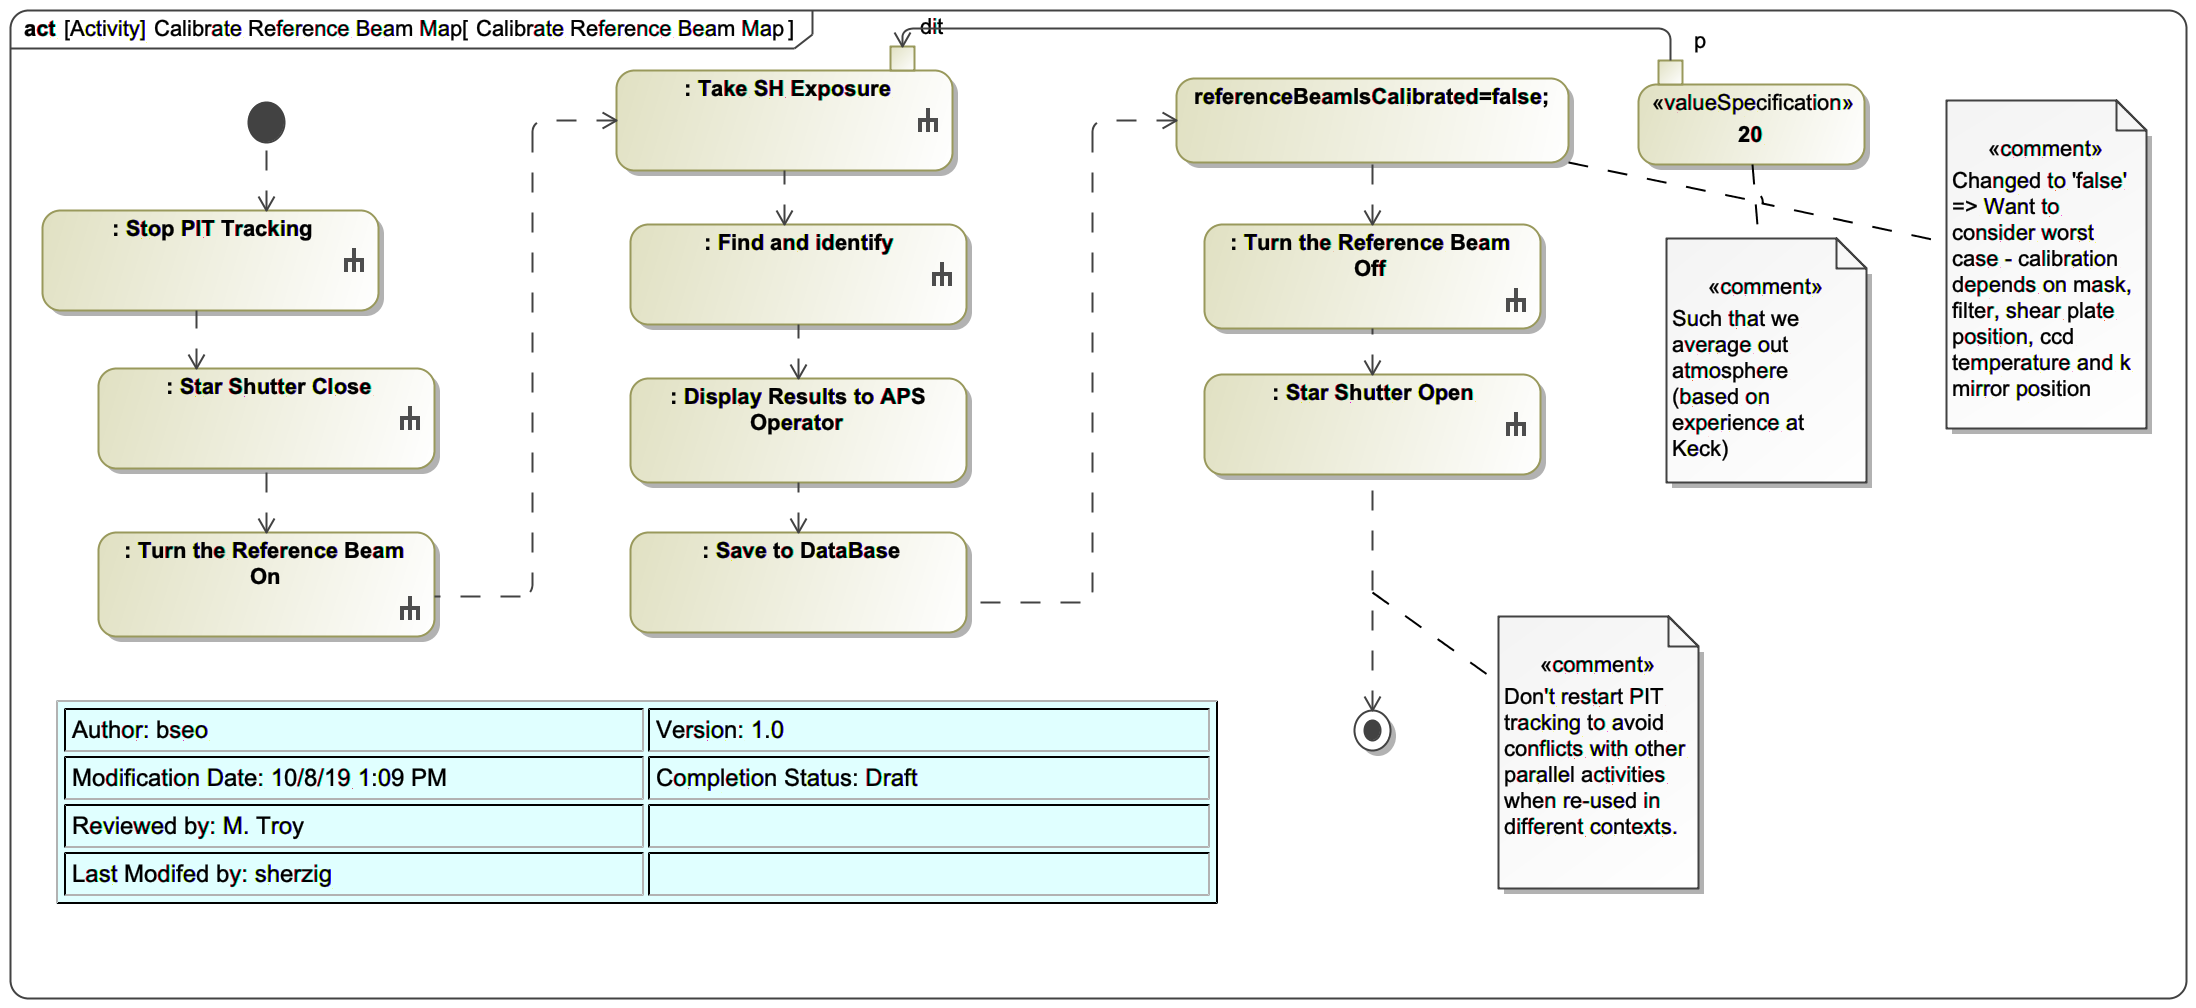 act [Activity] Calibrate Reference Beam Map[ Calibrate Reference Beam Map ]
dit
p
: Stop PIT Tracking
: Star Shutter Close
: Turn the Reference Beam
On
: Take SH Exposure
: Find and identify
: Display Results to APS
Operator
: Save to DataBase
referenceBeamIsCalibrated=false;
: Turn the Reference Beam
Off
: Star Shutter Open
«valueSpecification»
20
«comment»
Such that we
average out
atmosphere
(based on
experience at
Keck)
«comment»
Changed to 'false'
=> Want to
consider worst
case - calibration
depends on mask,
filter, shear plate
position, ccd
temperature and k
mirror position
«comment»
Don't restart PIT
tracking to avoid
conflicts with other
parallel activities
when re-used in
different contexts.
Author: bseo
Version: 1.0
Modification Date: 10/8/19 1:09 PM
Completion Status: Draft
Reviewed by: M. Troy
Last Modifed by: sherzig